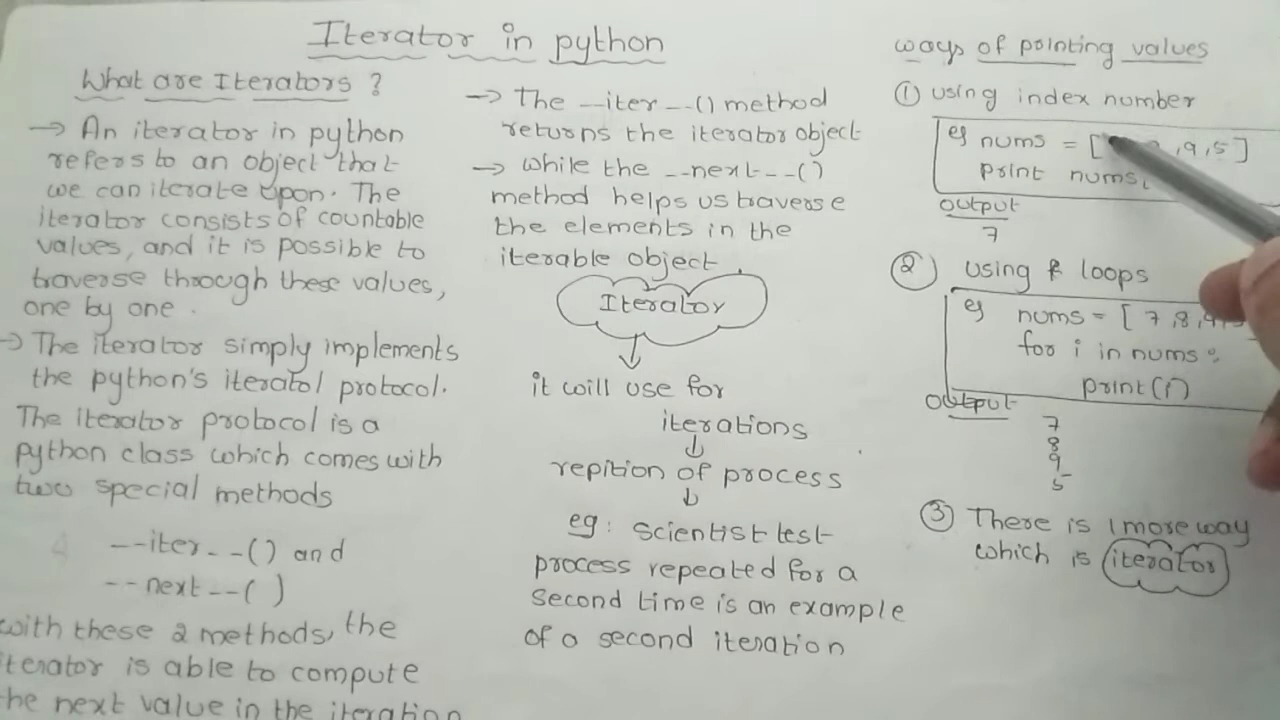 Iterator in python
What are Iterators ?
→ An iterator in python
refers to an object that
we can iterate upon. The
iterator consists of countable
values, and it is possible to
traverse through these values,
one by one .
→ The iterator simply implements
the python's iterator protocol.
The iterator protocol is a
python class which comes with
two special methods
--iter--() and
--next--( )
with these 2 methods, the
iterator is able to compute
the next value in the iteration
→ The --iter--() method
returns the iterator object
→ while the --next--()
method helps us traverse
the elements in the
iterable object .
Iterator
it will use for
iterations
↓
repition of process
↓
eg: Scientist test
process repeated for a
second time is an example
of a second iteration
ways of printing values
① using index number
eg nums = [ ,9,5]
print nums
output
7
② using loops
eg nums = [ 7,8,9,5
for i in nums:
print(i)
output
7
8
9
5
③ There is 1 more way
which is iterator